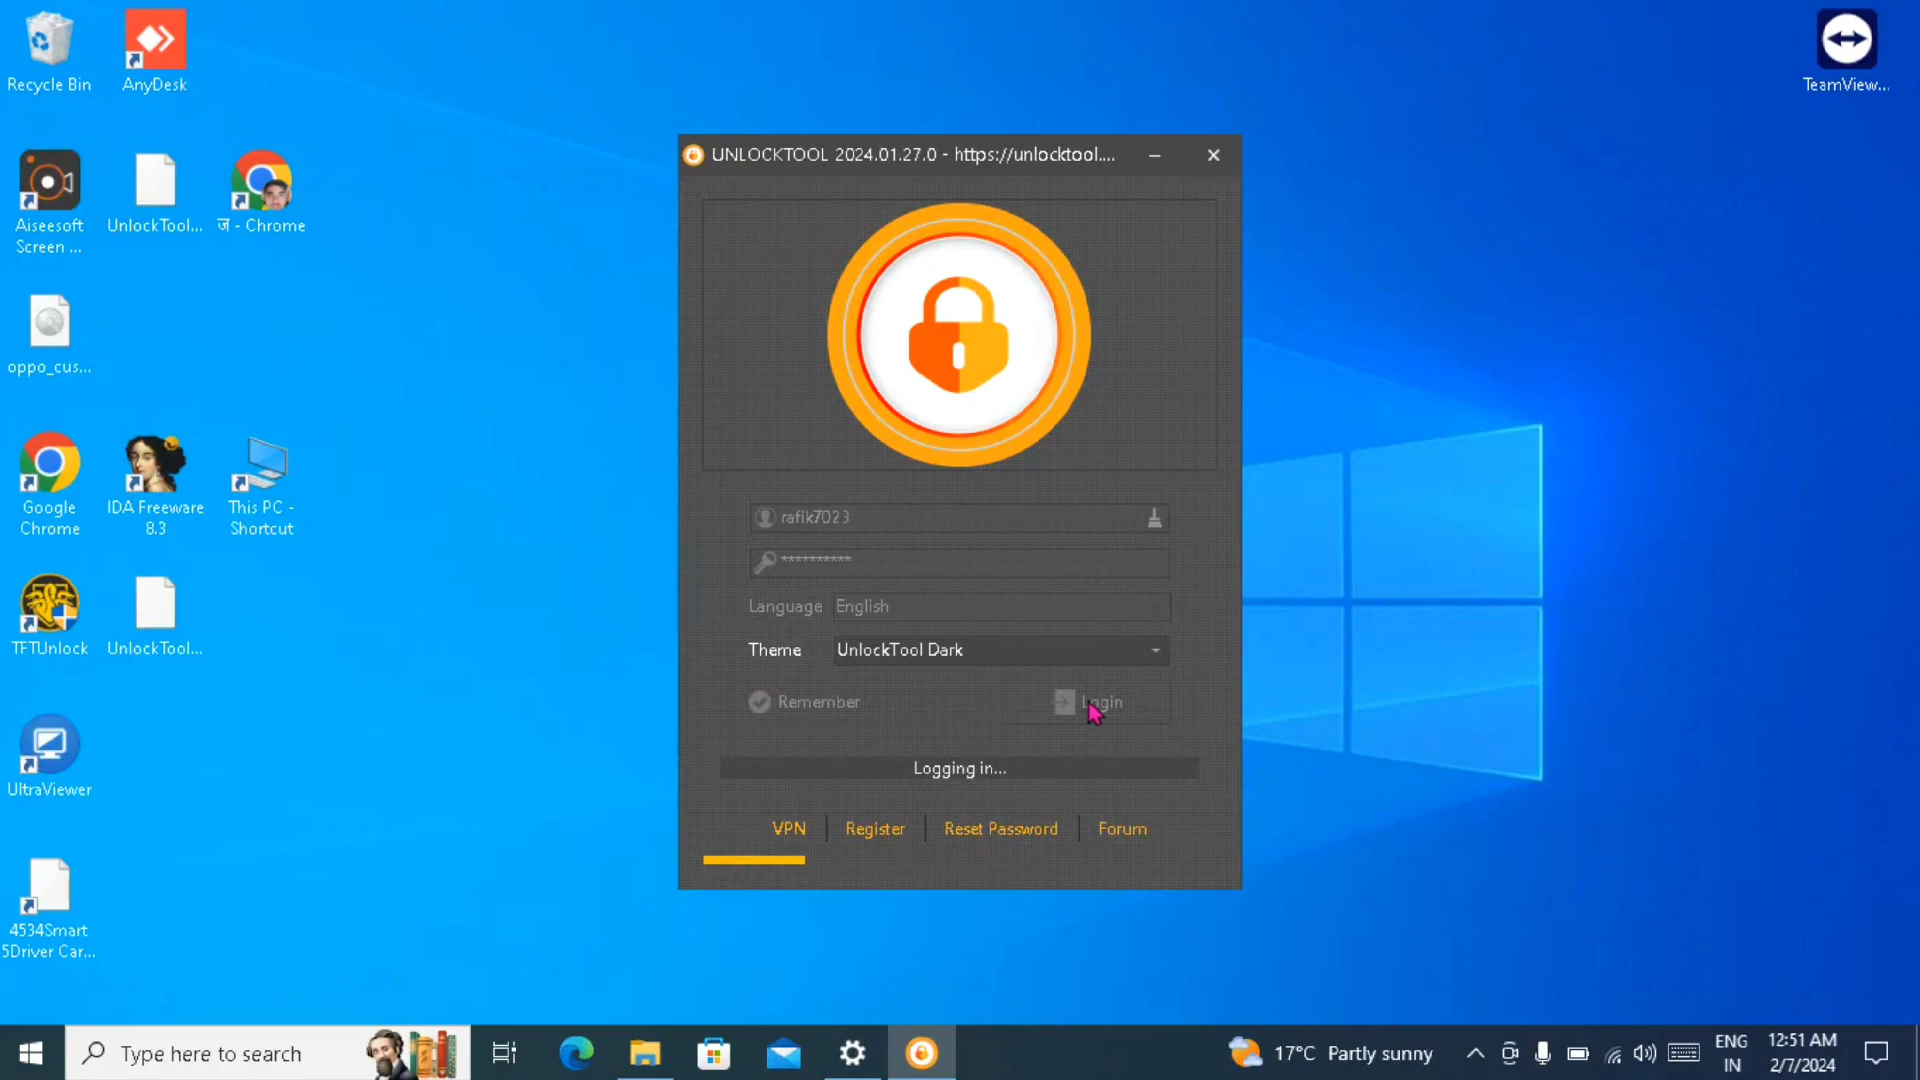 Recycle Bin
AnyDesk
TeamView...
Aiseesoft
Screen ...
UnlockTool...
ज - Chrome
oppo_cus...
Google
Chrome
IDA Freeware
8.3
This PC -
Shortcut
TFTUnlock
UnlockTool...
UltraViewer
4534Smart
5Driver Car...
UNLOCKTOOL 2024.01.27.0 - https://unlocktool....
rafik7023
**********
Language English
Theme UnlockTool Dark
Remember
Login
Logging in...
VPN
Register
Reset Password
Forum
Type here to search
17°C Partly sunny
ENG
IN
12:51 AM
2/7/2024